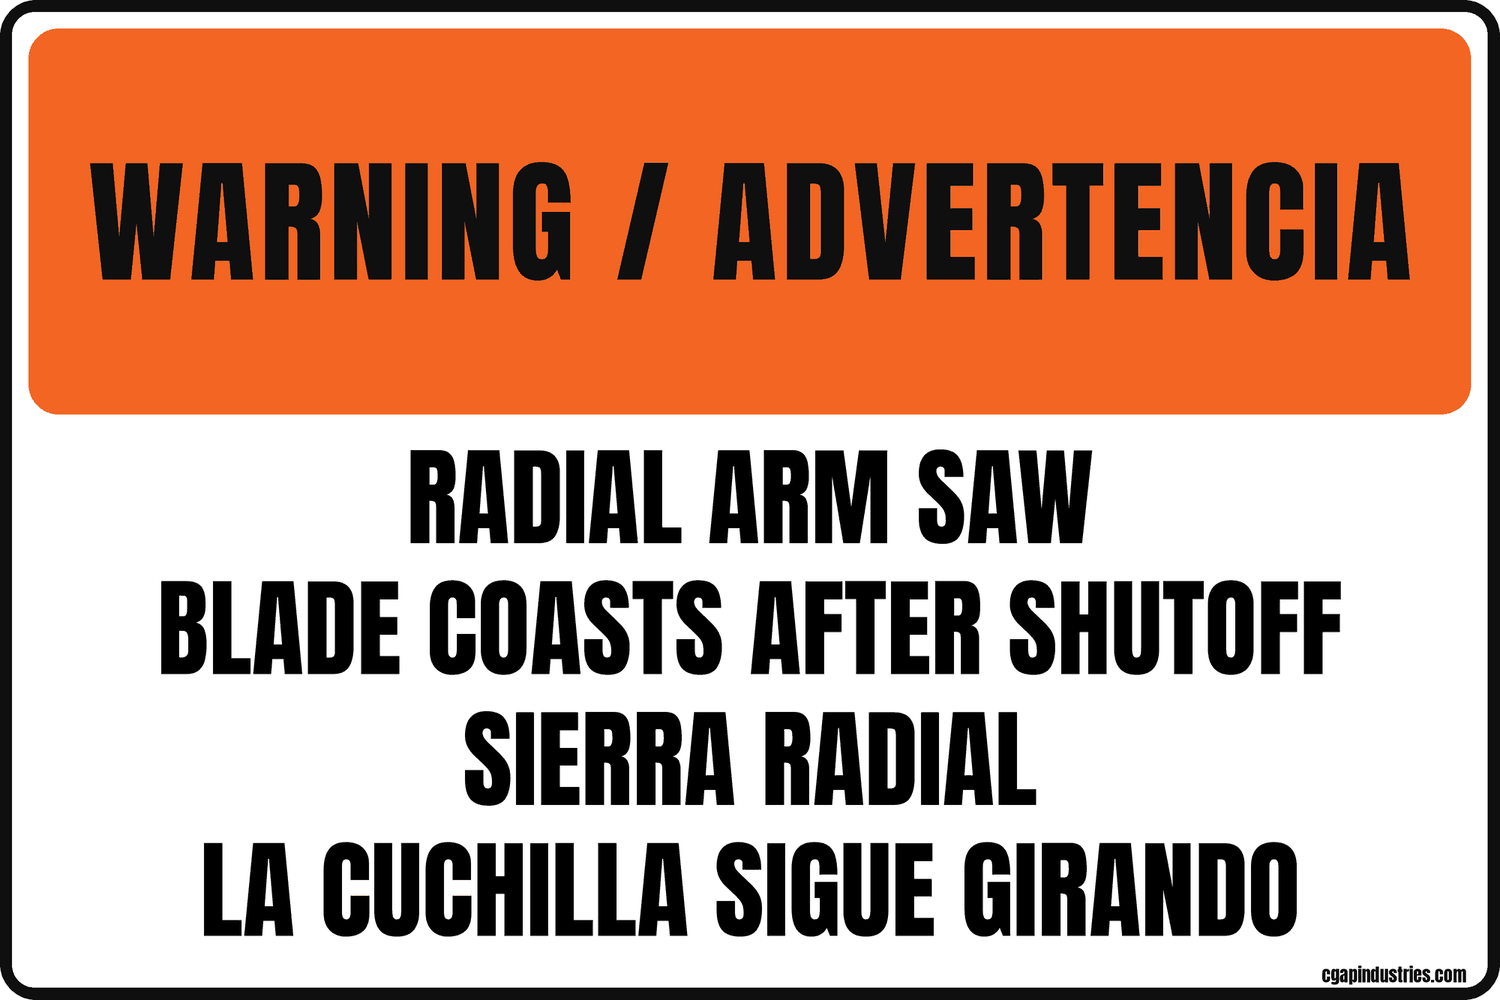 WARNING / ADVERTENCIA
RADIAL ARM SAW
BLADE COASTS AFTER SHUTOFF
SIERRA RADIAL
LA CUCHILLA SIGUE GIRANDO
cgapindustries.com